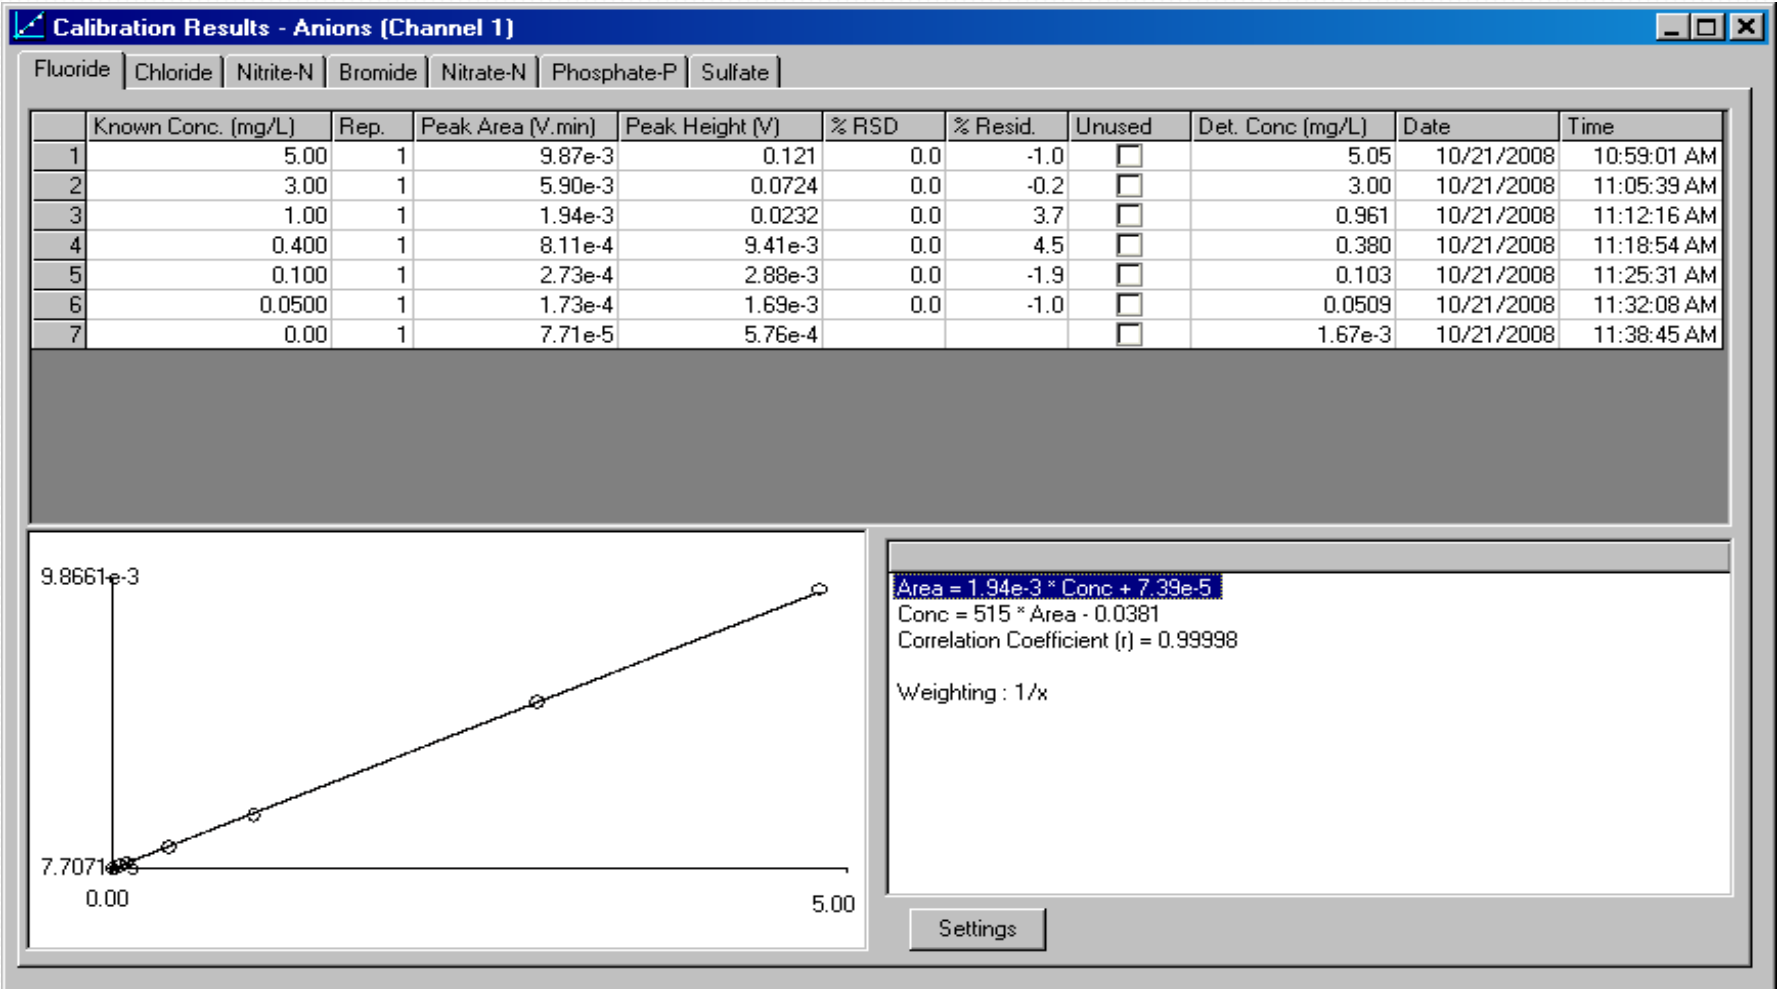 Calibration Results - Anions (Channel 1)
Fluoride Chloride Nitrite-N Bromide Nitrate-N Phosphate-P Sulfate
Known Conc. (mg/L) Rep. Peak Area (V.min) Peak Height (V) % RSD % Resid. Unused Det. Conc (mg/L) Date Time
1 5.00 1 9.87e-3 0.121 0.0 -1.0 5.05 10/21/2008 10:59:01 AM
2 3.00 1 5.90e-3 0.0724 0.0 -0.2 3.00 10/21/2008 11:05:39 AM
3 1.00 1 1.94e-3 0.0232 0.0 3.7 0.961 10/21/2008 11:12:16 AM
4 0.400 1 8.11e-4 9.41e-3 0.0 4.5 0.380 10/21/2008 11:18:54 AM
5 0.100 1 2.73e-4 2.88e-3 0.0 -1.9 0.103 10/21/2008 11:25:31 AM
6 0.0500 1 1.73e-4 1.69e-3 0.0 -1.0 0.0509 10/21/2008 11:32:08 AM
7 0.00 1 7.71e-5 5.76e-4 1.67e-3 10/21/2008 11:38:45 AM
9.8661e-3
7.7071e-5
0.00
5.00
Area = 1.94e-3 * Conc + 7.39e-5
Conc = 515 * Area - 0.0381
Correlation Coefficient (r) = 0.99998
Weighting : 1/x
Settings